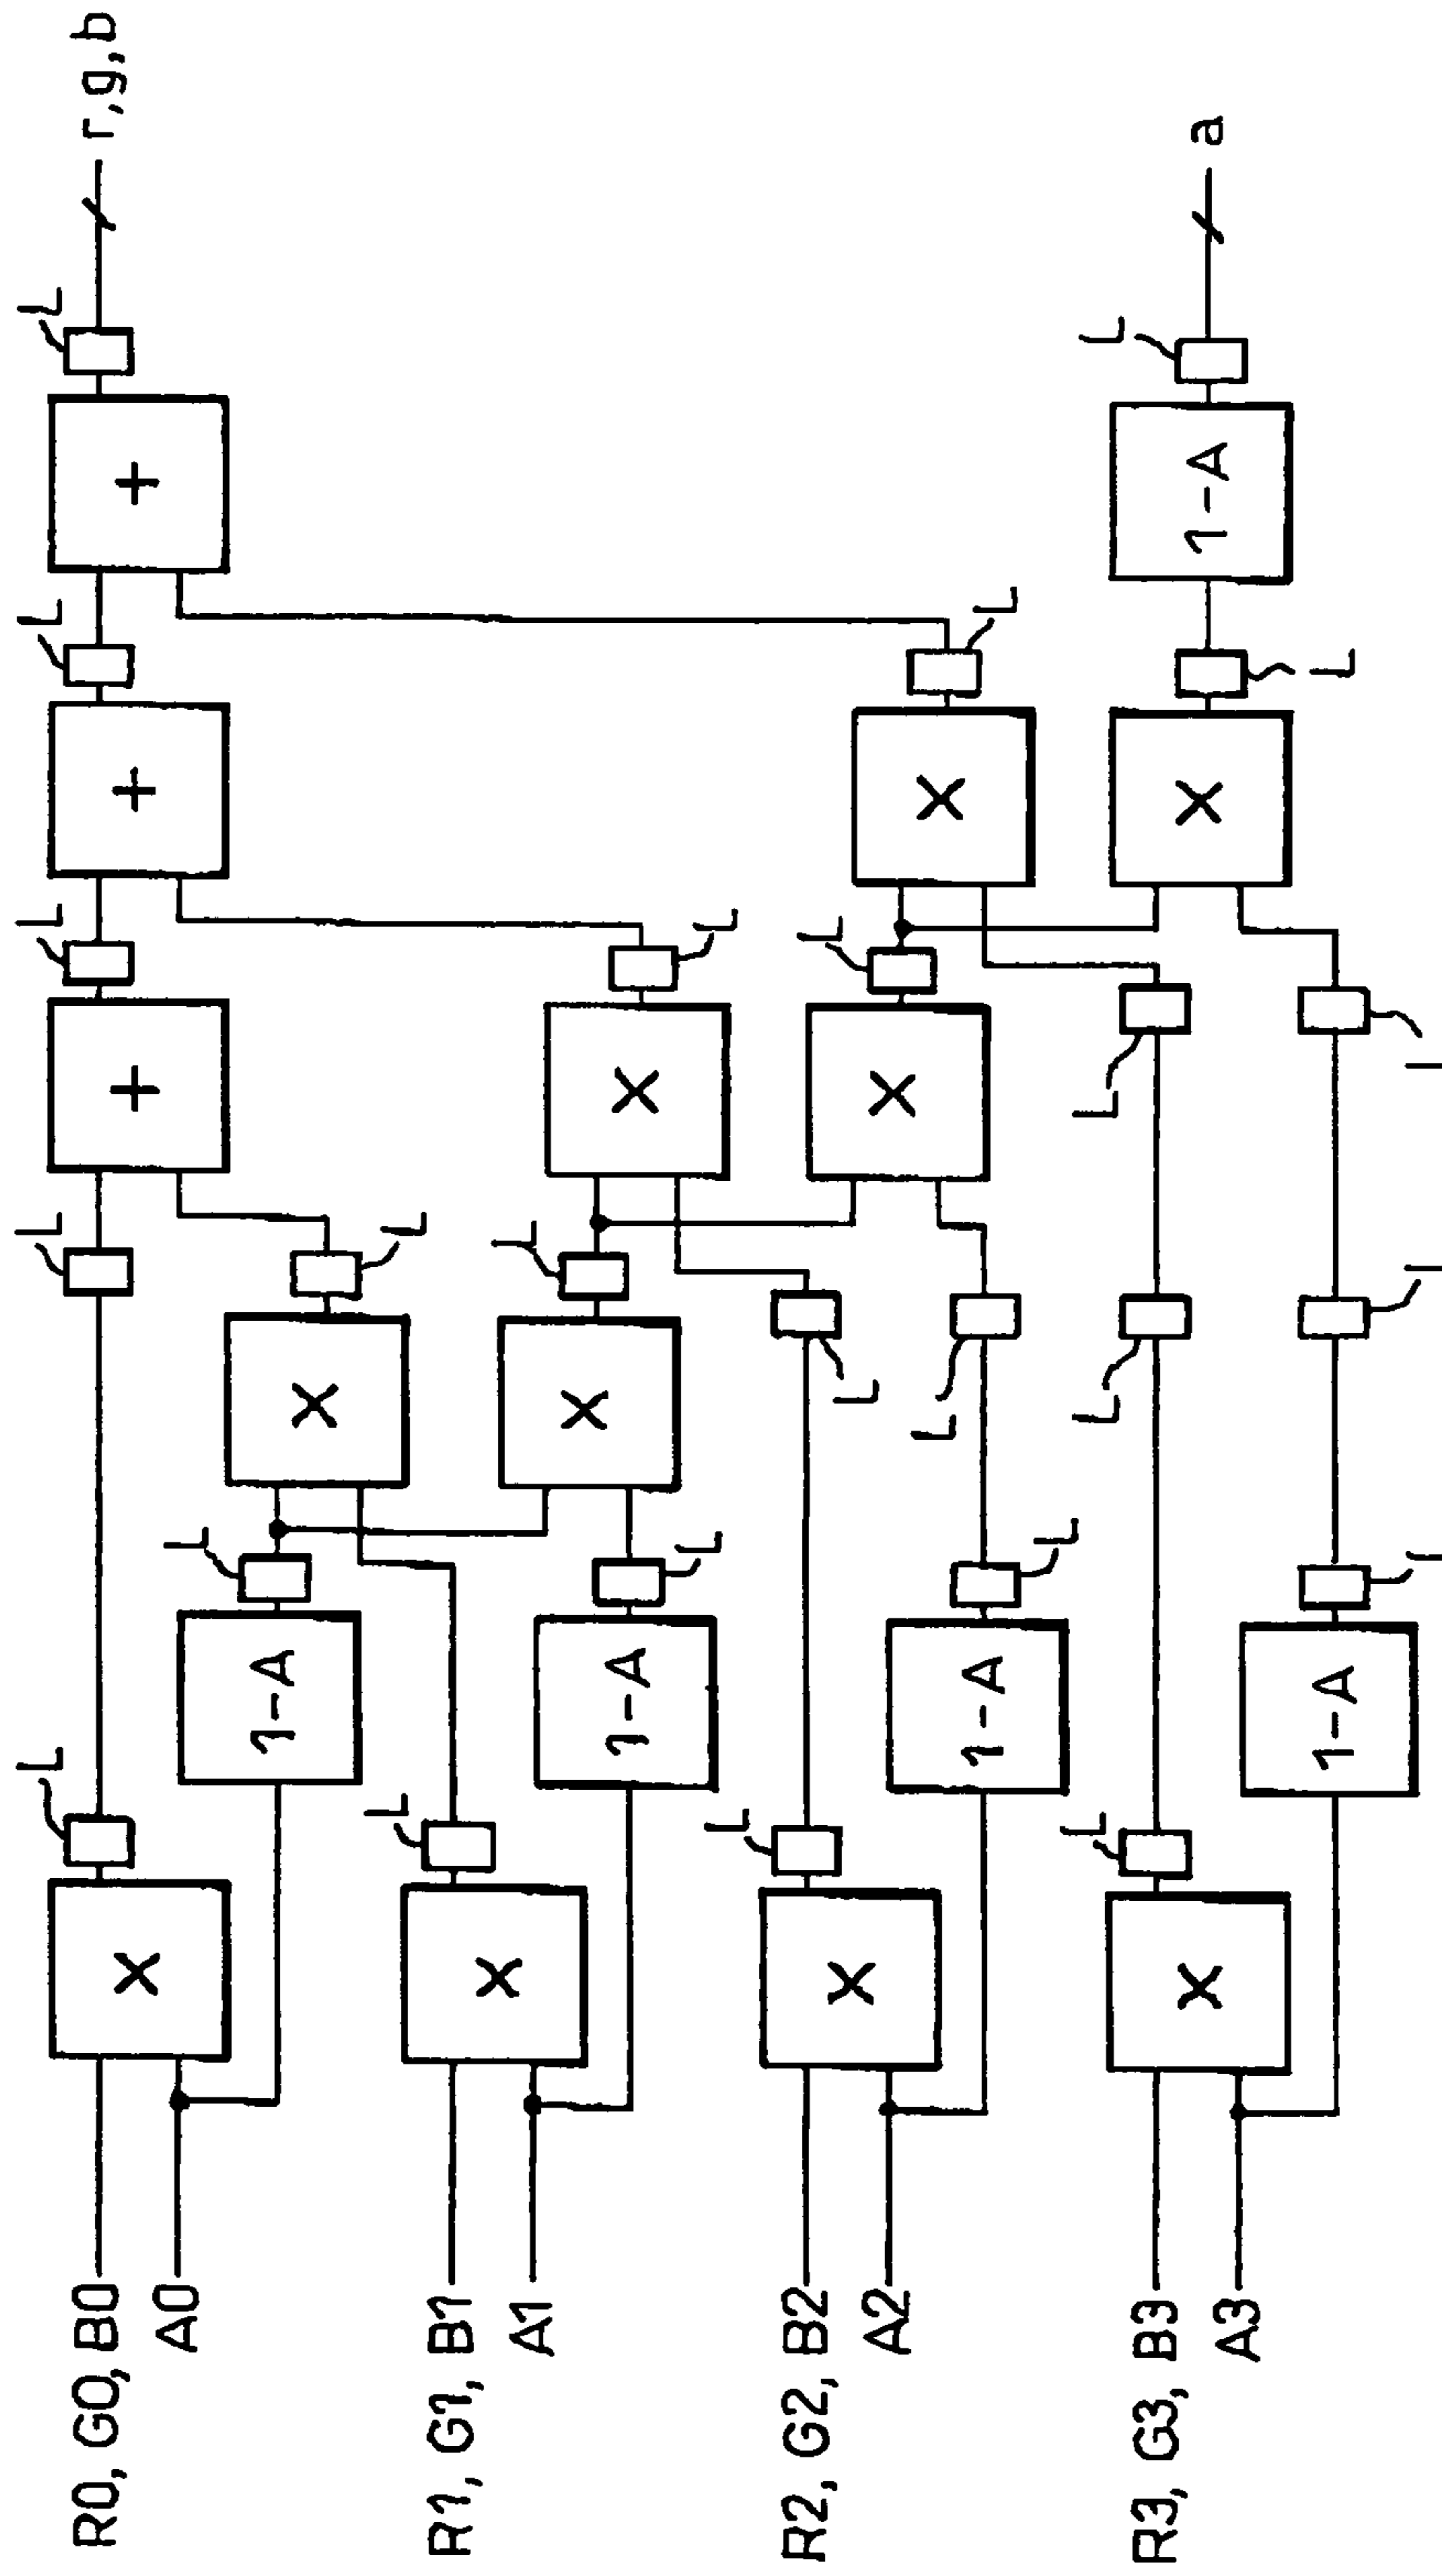 L L L L L
R0, G0, B0 r,g,b
X + + +
A0
L
1-A
X
L L
R1, G1, B1
X
L
A1
X
1-A
X
L L L
R2, G2, B2
L
X
L
A2
X
L
X
1-A
L
L
L L L L
R3, G3, B3
X X 1-A a
A3
1-A L